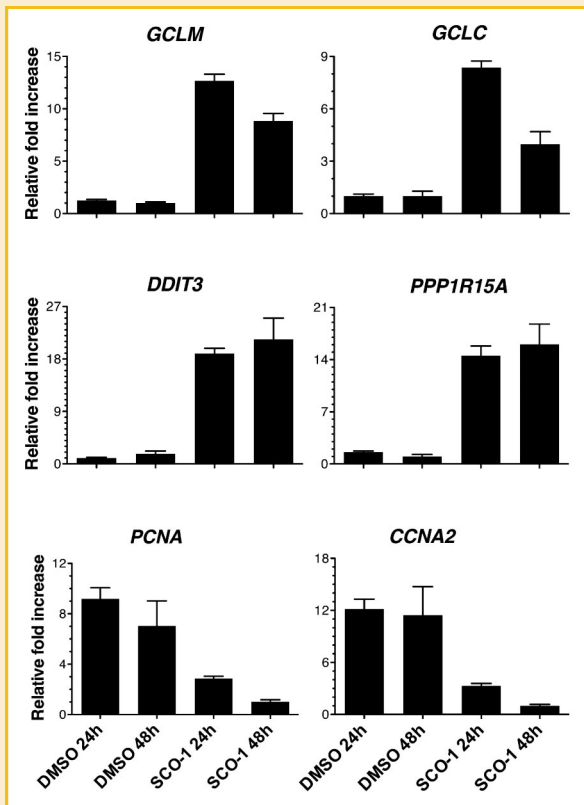 GCLM
GCLC
Relative fold increase
15
10
5
0
9
6
3
0
DDIT3
PPP1R15A
Relative fold increase
27
18
9
0
21
14
7
0
PCNA
CCNA2
Relative fold increase
12
9
6
3
0
18
12
6
0
DMSO 24h
DMSO 48h
SCO-1 24h
SCO-1 48h
DMSO 24h
DMSO 48h
SCO-1 24h
SCO-1 48h